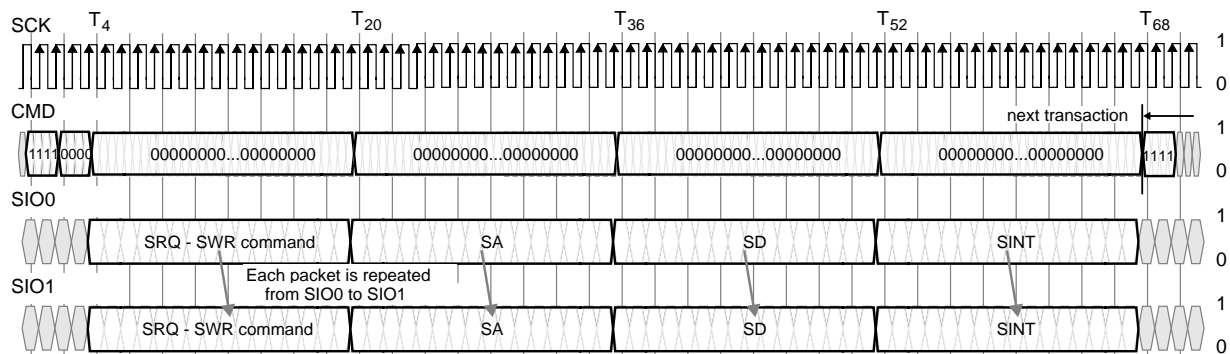 SCK T4 T20 T36 T52 T68 1
0
CMD next transaction 1
1111 0000 00000000...00000000 00000000...00000000 00000000...00000000 00000000...00000000 1111
0
SIO0 1
SRQ - SWR command SA SD SINT
0
Each packet is repeated
from SIO0 to SIO1
SIO1 1
SRQ - SWR command SA SD SINT
0